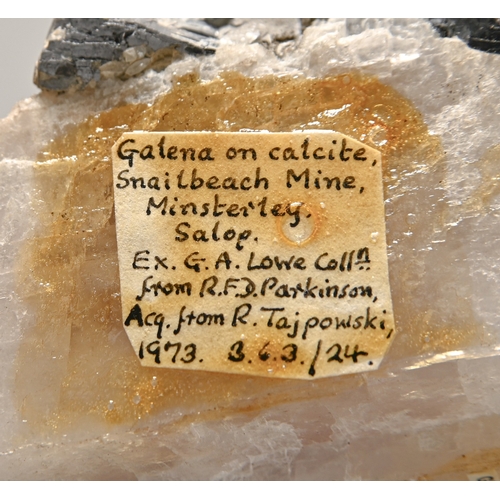 Galena on calcite,
Snailbeach Mine,
Minsterley.
Salop.
Ex. G. A. Lowe Colln
from R.F.D. Parkinson,
Acq. from R. Tajpowski,
1973. 3.6.3./24.